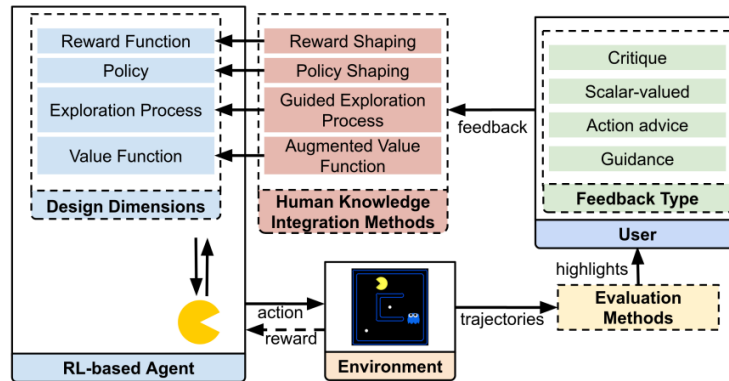 Reward Function
Policy
Exploration Process
Value Function
Design Dimensions
Reward Shaping
Policy Shaping
Guided Exploration
Process
Augmented Value
Function
Human Knowledge
Integration Methods
feedback
Critique
Scalar-valued
Action advice
Guidance
Feedback Type
User
highlights
Evaluation
Methods
action
reward
trajectories
RL-based Agent
Environment